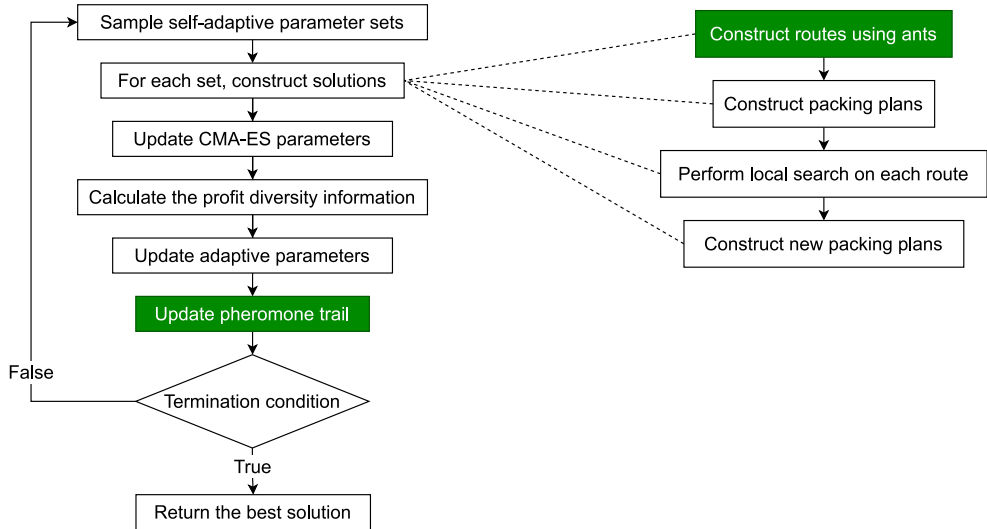 Sample self-adaptive parameter sets
For each set, construct solutions
Update CMA-ES parameters
Calculate the profit diversity information
Update adaptive parameters
Update pheromone trail
False
Termination condition
True
Return the best solution
Construct routes using ants
Construct packing plans
Perform local search on each route
Construct new packing plans